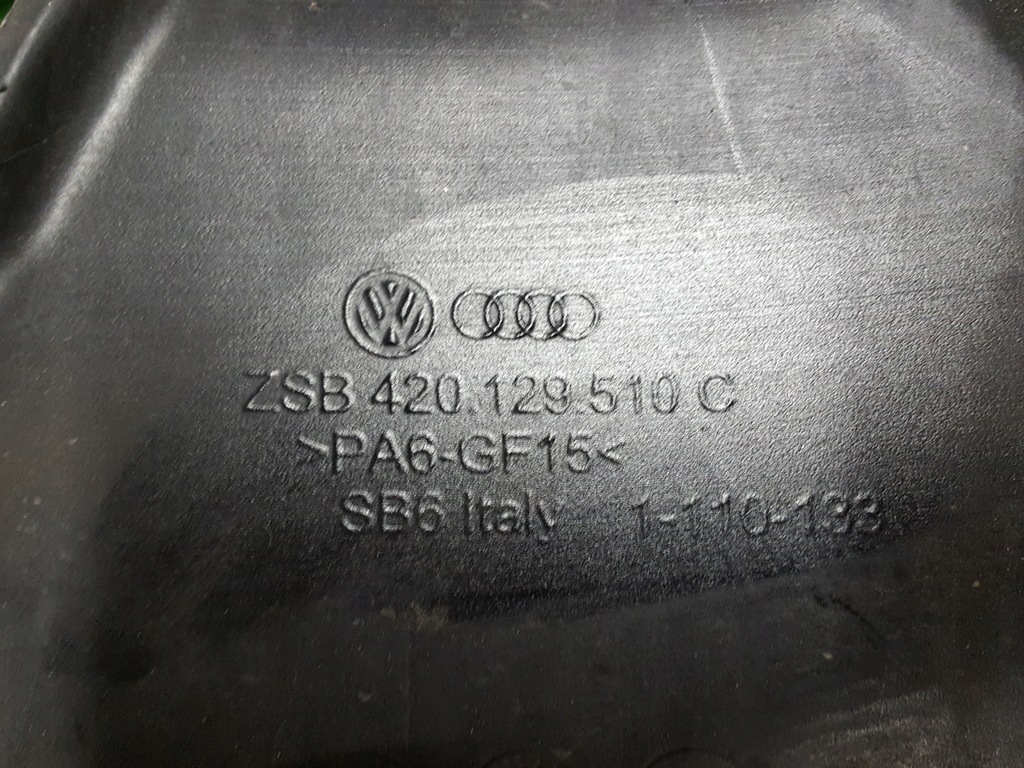 ZSB 420.129.510 C
>PA6-GF15<
SB6 Italy 1-110-133